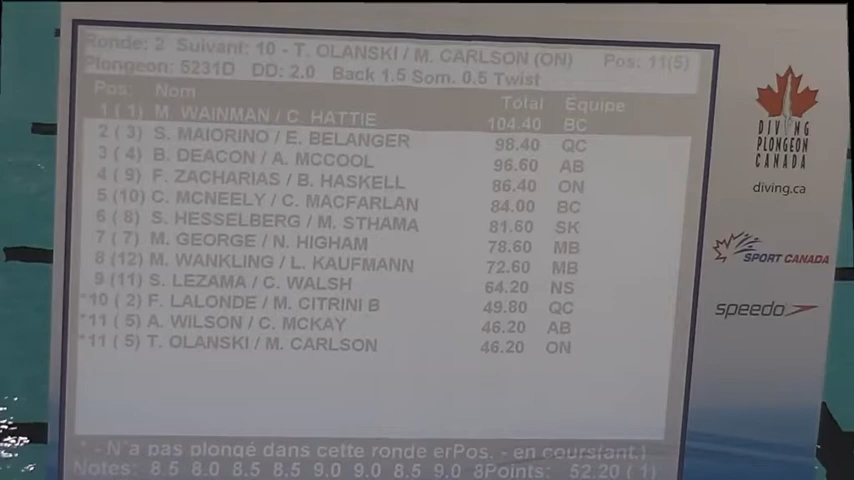 Ronde: 2 Suivant: 10 - T. OLANSKI / M. CARLSON (ON) Pos: 11(5)
Plongeon: 5231D DD: 2.0 Back 1.5 Som. 0.5 Twist
Pos. Nom Total Équipe
1 ( 1) M. WAINMAN / C. HATTIE 104.40 BC
2 ( 3) S. MAIORINO / E. BELANGER 98.40 QC
3 ( 4) B. DEACON / A. MCCOOL 96.60 AB
4 ( 9) F. ZACHARIAS / B. HASKELL 86.40 ON
5 (10) C. MCNEELY / C. MACFARLAN 84.00 BC
6 ( 8) S. HESSELBERG / M. STHAMA 81.60 SK
7 ( 7) M. GEORGE / N. HIGHAM 78.60 MB
8 (12) M. WANKLING / L. KAUFMANN 72.60 MB
9 (11) S. LEZAMA / C. WALSH 64.20 NS
*10 ( 2) F. LALONDE / M. CITRINI B 49.80 QC
*11 ( 5) A. WILSON / C. MCKAY 46.20 AB
*11 ( 5) T. OLANSKI / M. CARLSON 46.20 ON
* - N'a pas plongé dans cette ronde erPos. - en cours(ant.)
Notes: 8.5 8.0 8.5 8.5 9.0 9.0 8.5 9.0 8Points: 52.20 ( 1)
DIVING
PLONGEON
CANADA
diving.ca
SPORT CANADA
speedo